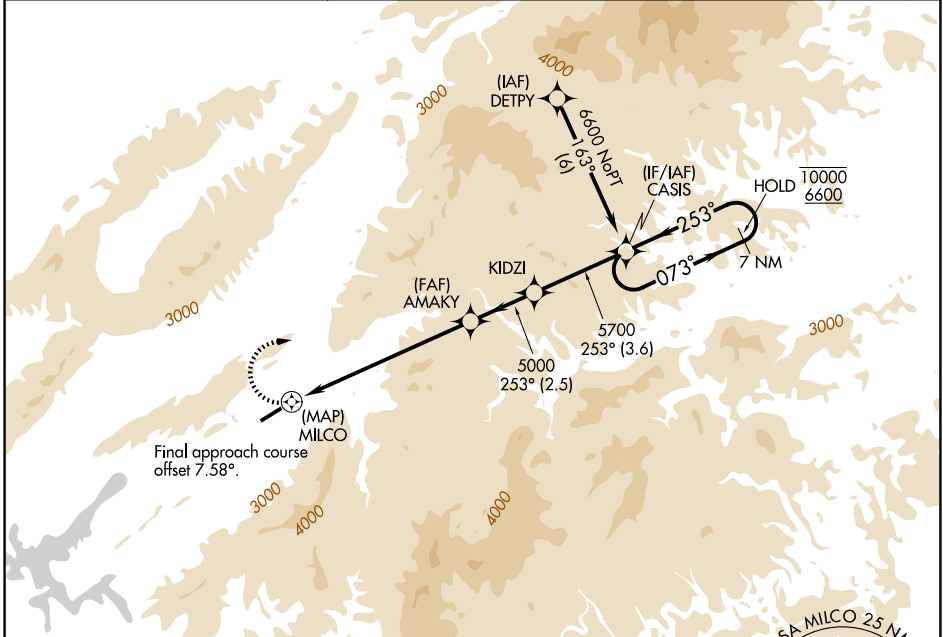 4000
3000
(IAF)
DETPY
6600 NoPT
163°
(6)
(IF/IAF)
CASIS
HOLD
10000
6600
253°
073°
7 NM
KIDZI
(FAF)
AMAKY
3000
3000
5700
253° (3.6)
5000
253° (2.5)
(MAP)
MILCO
Final approach course
offset 7.58°.
3000
4000
4000
MILCO 25